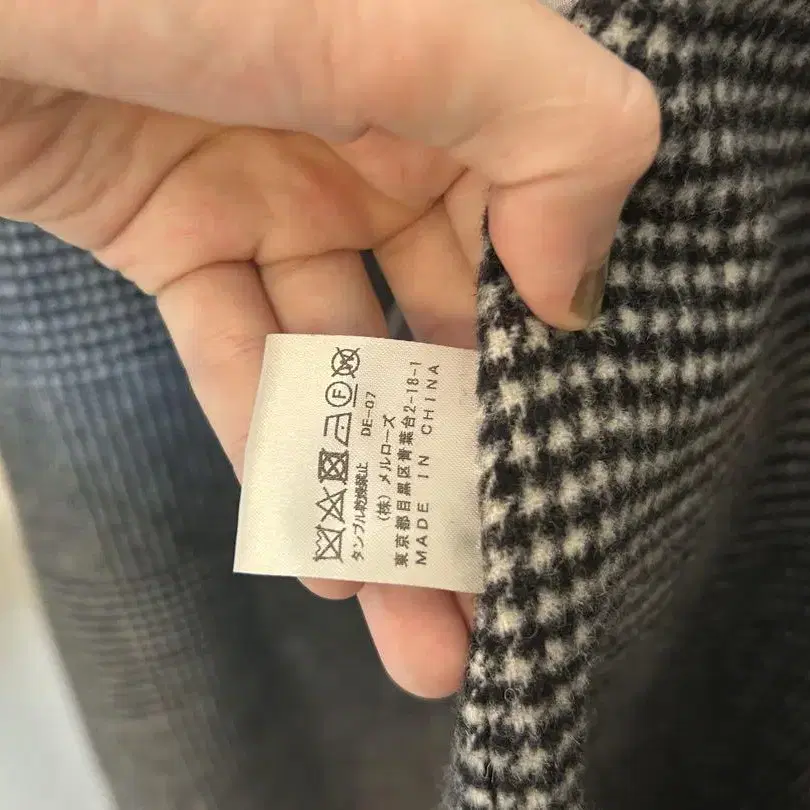 Ⓕ
タンブル乾燥禁止 DE-07
(株) メルローズ
東京都目黒区青葉台2-18-1
MADE IN CHINA